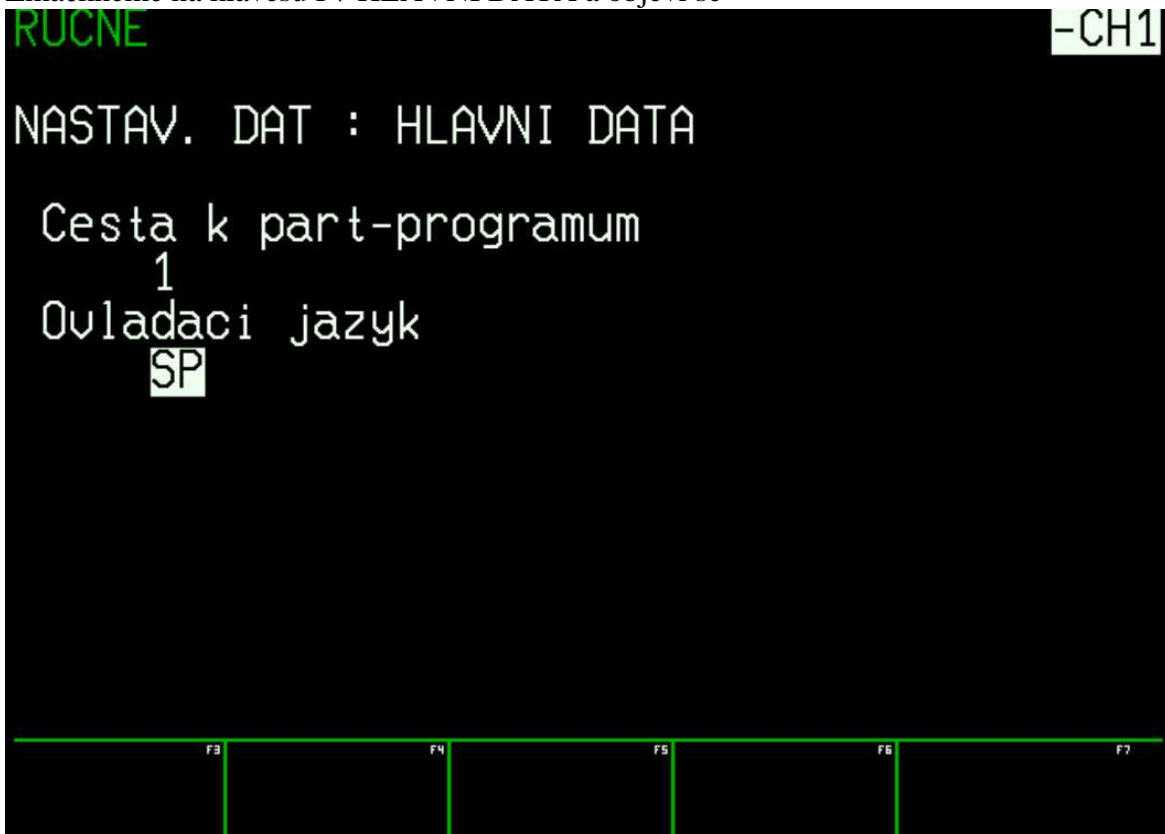 RUCNE -CH1
NASTAV. DAT : HLAVNI DATA
Cesta k part-programum
1
Ovladaci jazyk
SP
F3 F4 F5 F6 F7